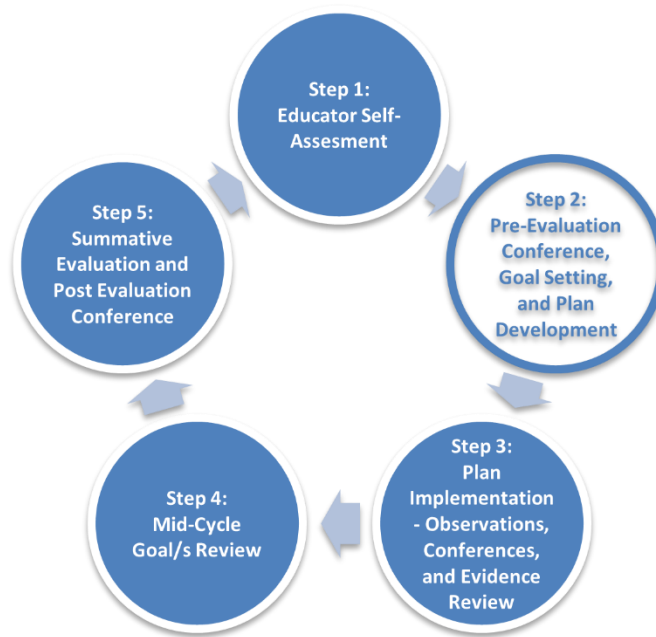 Step 1:
Educator Self-
Assesment
Step 2:
Pre-Evaluation
Conference,
Goal Setting,
and Plan
Development
Step 3:
Plan
Implementation
- Observations,
Conferences,
and Evidence
Review
Step 4:
Mid-Cycle
Goal/s Review
Step 5:
Summative
Evaluation and
Post Evaluation
Conference